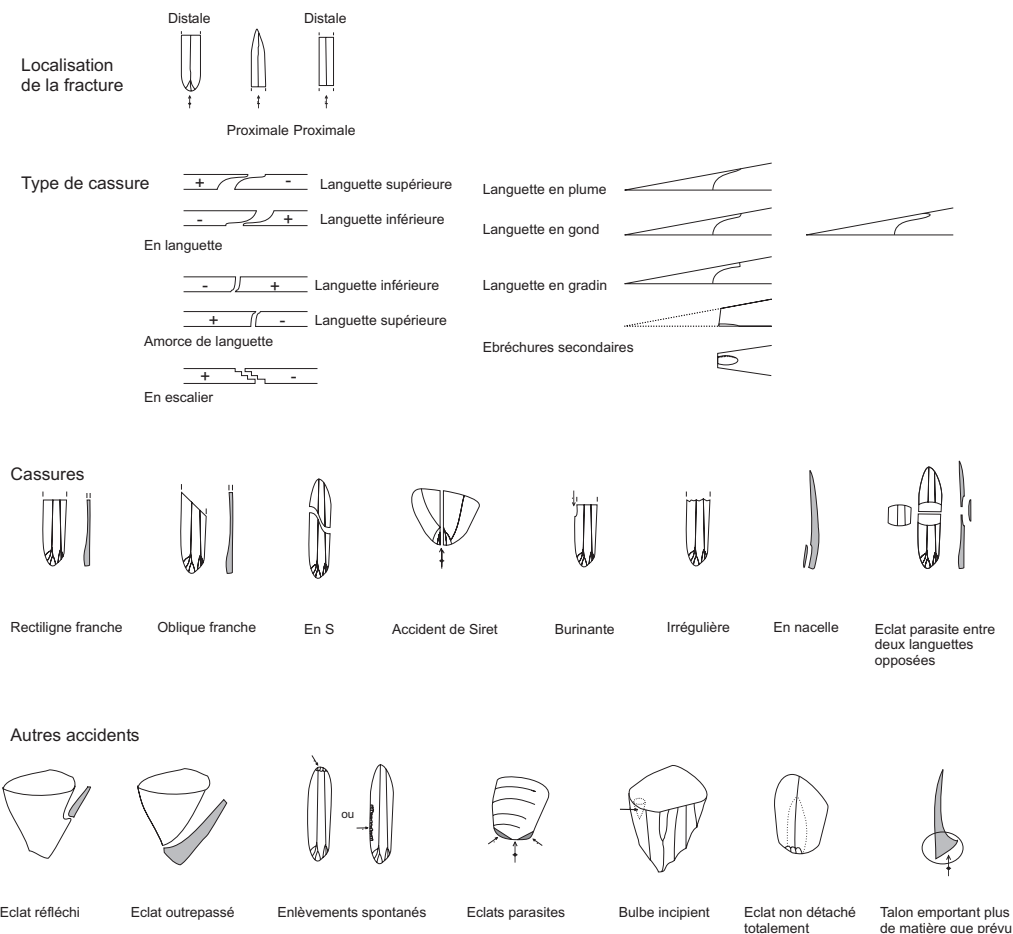 Distale
Distale
Localisation
de la fracture
Proximale Proximale
Type de cassure
+ -
Languette supérieure
- +
Languette inférieure
En languette
- +
Languette inférieure
+ -
Languette supérieure
Amorce de languette
+ -
En escalier
Languette en plume
Languette en gond
Languette en gradin
Ebréchures secondaires
Cassures
Rectiligne franche
Oblique franche
En S
Accident de Siret
Burinante
Irrégulière
En nacelle
Eclat parasite entre
deux languettes
opposées
Autres accidents
ou
Eclat réfléchi
Eclat outrepassé
Enlèvements spontanés
Eclats parasites
Bulbe incipient
Eclat non détaché
totalement
Talon emportant plus
de matière que prévu